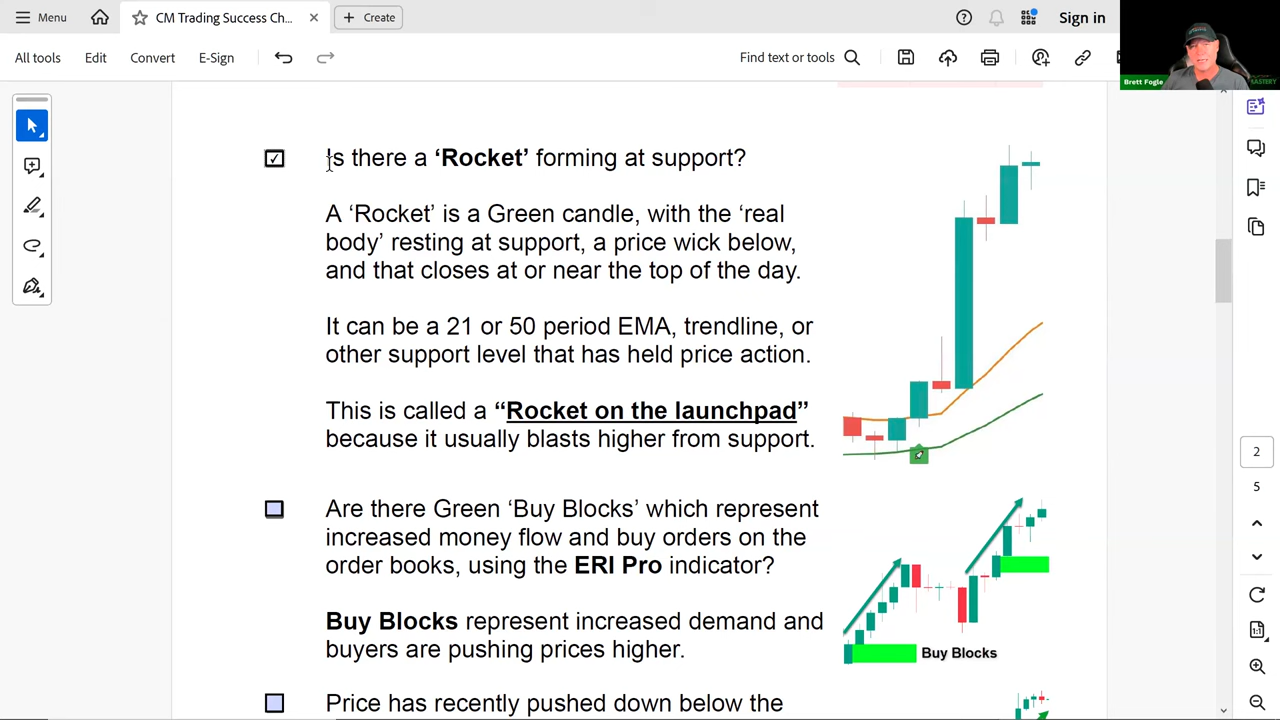 Menu
CM Trading Success Ch...
Create
Sign in
All tools
Edit
Convert
E-Sign
Find text or tools
Brett Fogle
MASTERY
Is there a ‘Rocket’ forming at support?
A ‘Rocket’ is a Green candle, with the ‘real
body’ resting at support, a price wick below,
and that closes at or near the top of the day.
It can be a 21 or 50 period EMA, trendline, or
other support level that has held price action.
This is called a “Rocket on the launchpad”
because it usually blasts higher from support.
Are there Green ‘Buy Blocks’ which represent
increased money flow and buy orders on the
order books, using the ERI Pro indicator?
Buy Blocks represent increased demand and
buyers are pushing prices higher.
Buy Blocks
Price has recently pushed down below the
2
5
1:1